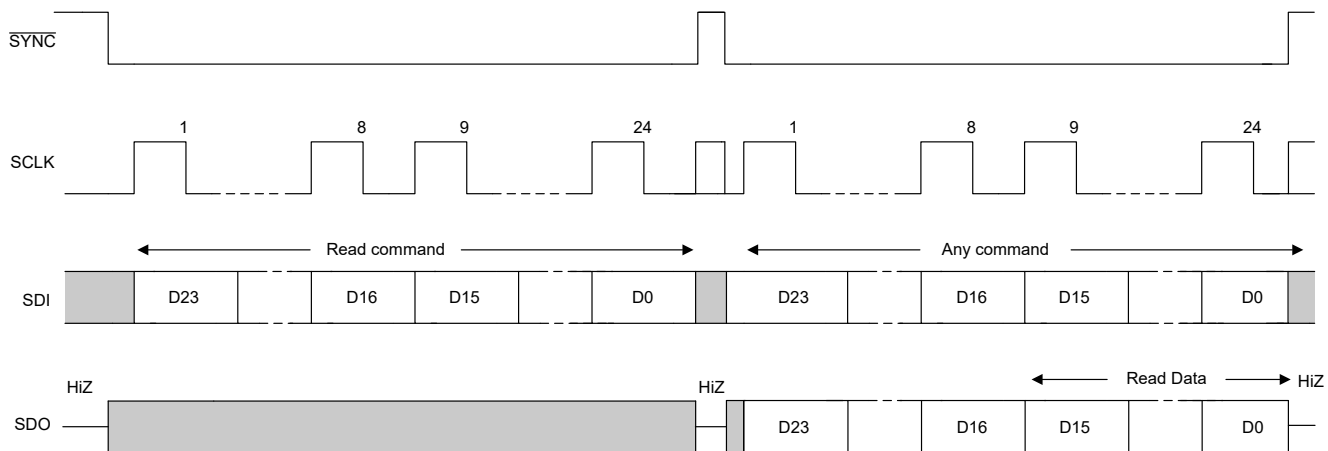 SYNC
1 8 9 24 1 8 9 24
SCLK
Read command Any command
SDI D23 D16 D15 D0 D23 D16 D15 D0
HiZ HiZ Read Data HiZ
SDO D23 D16 D15 D0